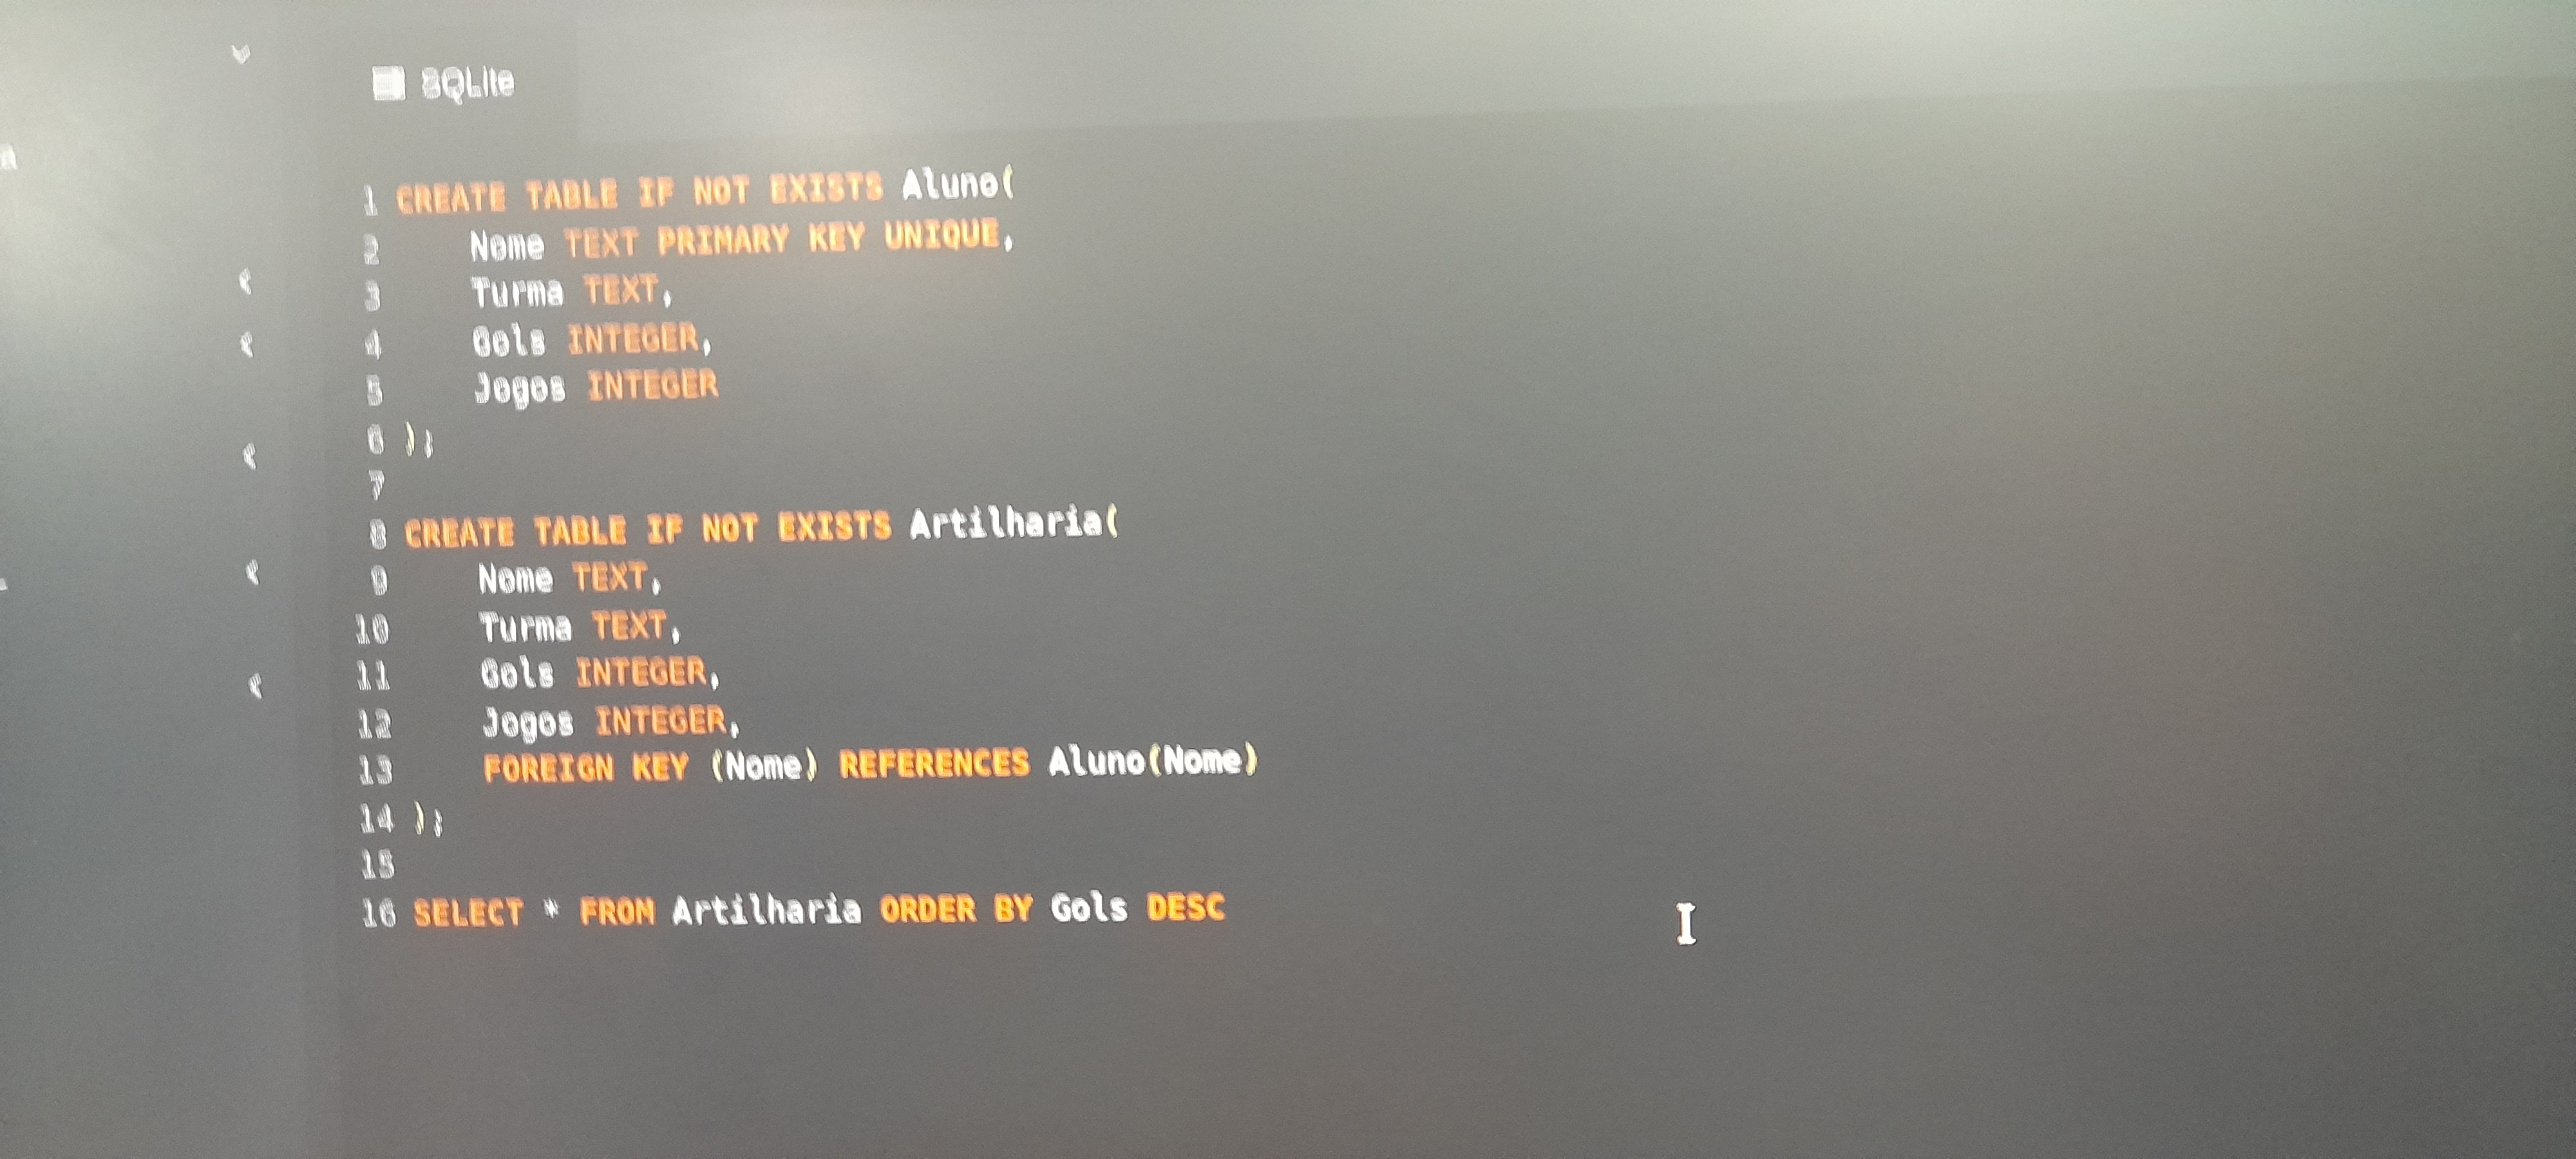 SQLite
1 CREATE TABLE IF NOT EXISTS Aluno(
2 Nome TEXT PRIMARY KEY UNIQUE,
3 Turma TEXT,
4 Gols INTEGER,
5 Jogos INTEGER
6 );
7
8 CREATE TABLE IF NOT EXISTS Artilharia(
9 Nome TEXT,
10 Turma TEXT,
11 Gols INTEGER,
12 Jogos INTEGER,
13 FOREIGN KEY (Nome) REFERENCES Aluno(Nome)
14 );
15
16 SELECT * FROM Artilharia ORDER BY Gols DESC